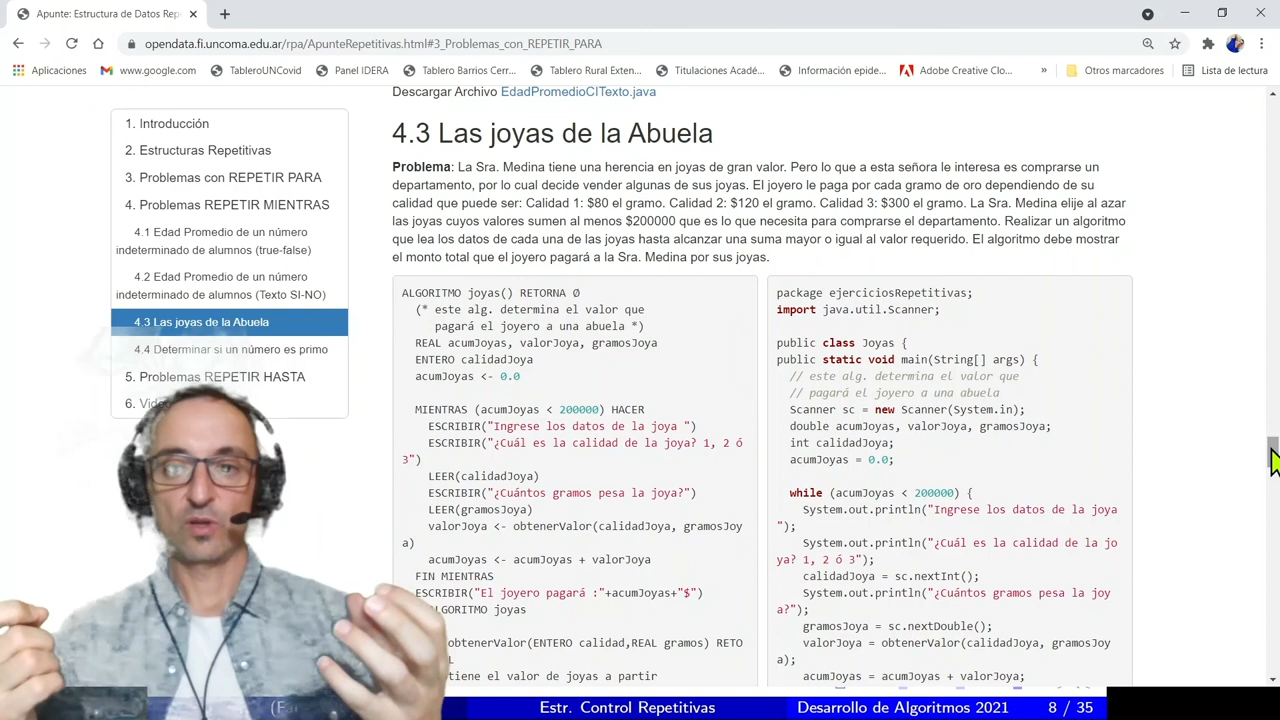 Apunte: Estructura de Datos Rep
opendata.fi.uncoma.edu.ar/rpa/ApunteRepetitivas.html#3_Problemas_con_REPETIR_PARA
Aplicaciones
www.google.com
TableroUNCovid
Panel IDERA
Tablero Barrios Cerr...
Tablero Rural Exten...
Titulaciones Acadé...
Información epide...
Adobe Creative Clo...
»
Otros marcadores
Lista de lectura
1. Introducción
2. Estructuras Repetitivas
3. Problemas con REPETIR PARA
4. Problemas REPETIR MIENTRAS
4.1 Edad Promedio de un número
indeterminado de alumnos (true-false)
4.2 Edad Promedio de un número
indeterminado de alumnos (Texto SI-NO)
4.3 Las joyas de la Abuela
4.4 Determinar si un número es primo
5. Problemas REPETIR HASTA
6.
Descargar Archivo EdadPromedioCITexto.java
4.3 Las joyas de la Abuela
Problema: La Sra. Medina tiene una herencia en joyas de gran valor. Pero lo que a esta señora le interesa es comprarse un
departamento, por lo cual decide vender algunas de sus joyas. El joyero le paga por cada gramo de oro dependiendo de su
calidad que puede ser: Calidad 1: $80 el gramo. Calidad 2: $120 el gramo. Calidad 3: $300 el gramo. La Sra. Medina elije al azar
las joyas cuyos valores sumen al menos $200000 que es lo que necesita para comprarse el departamento. Realizar un algoritmo
que lea los datos de cada una de las joyas hasta alcanzar una suma mayor o igual al valor requerido. El algoritmo debe mostrar
el monto total que el joyero pagará a la Sra. Medina por sus joyas.
ALGORITMO joyas() RETORNA Ø
(* este alg. determina el valor que
pagará el joyero a una abuela *)
REAL acumJoyas, valorJoya, gramosJoya
ENTERO calidadJoya
acumJoyas <- 0.0
MIENTRAS (acumJoyas < 200000) HACER
ESCRIBIR("Ingrese los datos de la joya ")
ESCRIBIR("¿Cuál es la calidad de la joya? 1, 2 ó
3")
LEER(calidadJoya)
ESCRIBIR("¿Cuántos gramos pesa la joya?")
LEER(gramosJoya)
valorJoya <- obtenerValor(calidadJoya, gramosJoy
a)
acumJoyas <- acumJoyas + valorJoya
FIN MIENTRAS
ESCRIBIR("El joyero pagará :"+acumJoyas+"$")
ALGORITMO joyas
obtenerValor(ENTERO calidad,REAL gramos) RETO
L
tiene el valor de joyas a partir
package ejerciciosRepetitivas;
import java.util.Scanner;
public class Joyas {
public static void main(String[] args) {
// este alg. determina el valor que
// pagará el joyero a una abuela
Scanner sc = new Scanner(System.in);
double acumJoyas, valorJoya, gramosJoya;
int calidadJoya;
acumJoyas = 0.0;
while (acumJoyas < 200000) {
System.out.println("Ingrese los datos de la joya
");
System.out.println("¿Cuál es la calidad de la jo
ya? 1, 2 ó 3");
calidadJoya = sc.nextInt();
System.out.println("¿Cuántos gramos pesa la joy
a?");
gramosJoya = sc.nextDouble();
valorJoya = obtenerValor(calidadJoya, gramosJoy
a);
acumJoyas = acumJoyas + valorJoya;
Estr. Control Repetitivas
Desarrollo de Algoritmos 2021
8 / 35